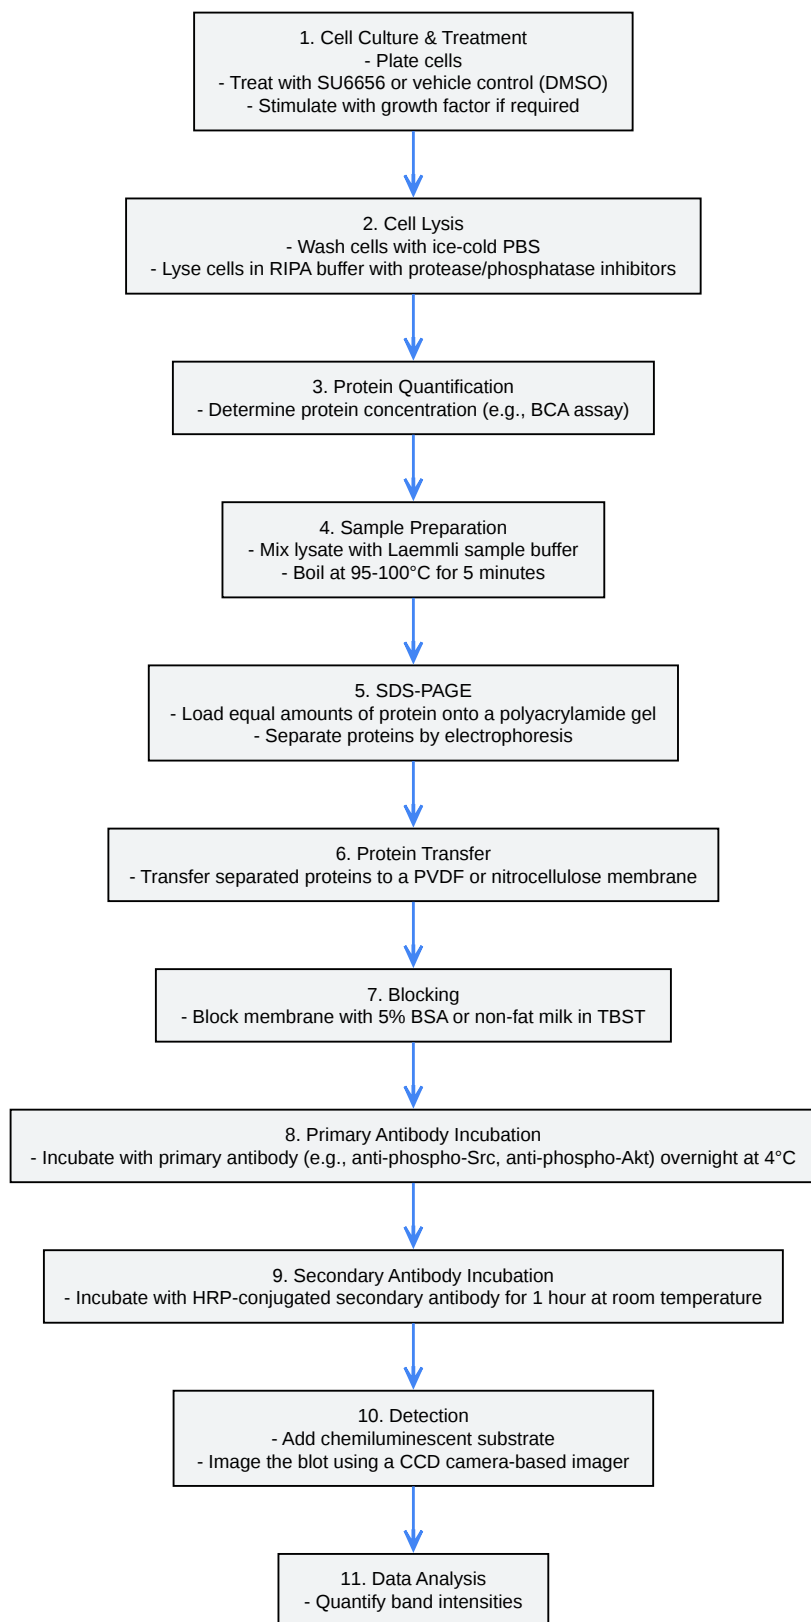 1. Cell Culture & Treatment
- Plate cells
- Treat with SU6656 or vehicle control (DMSO)
- Stimulate with growth factor if required
2. Cell Lysis
- Wash cells with ice-cold PBS
- Lyse cells in RIPA buffer with protease/phosphatase inhibitors
3. Protein Quantification
- Determine protein concentration (e.g., BCA assay)
4. Sample Preparation
- Mix lysate with Laemmli sample buffer
- Boil at 95-100°C for 5 minutes
5. SDS-PAGE
- Load equal amounts of protein onto a polyacrylamide gel
- Separate proteins by electrophoresis
6. Protein Transfer
- Transfer separated proteins to a PVDF or nitrocellulose membrane
7. Blocking
- Block membrane with 5% BSA or non-fat milk in TBST
8. Primary Antibody Incubation
- Incubate with primary antibody (e.g., anti-phospho-Src, anti-phospho-Akt) overnight at 4°C
9. Secondary Antibody Incubation
- Incubate with HRP-conjugated secondary antibody for 1 hour at room temperature
10. Detection
- Add chemiluminescent substrate
- Image the blot using a CCD camera-based imager
11. Data Analysis
- Quantify band intensities